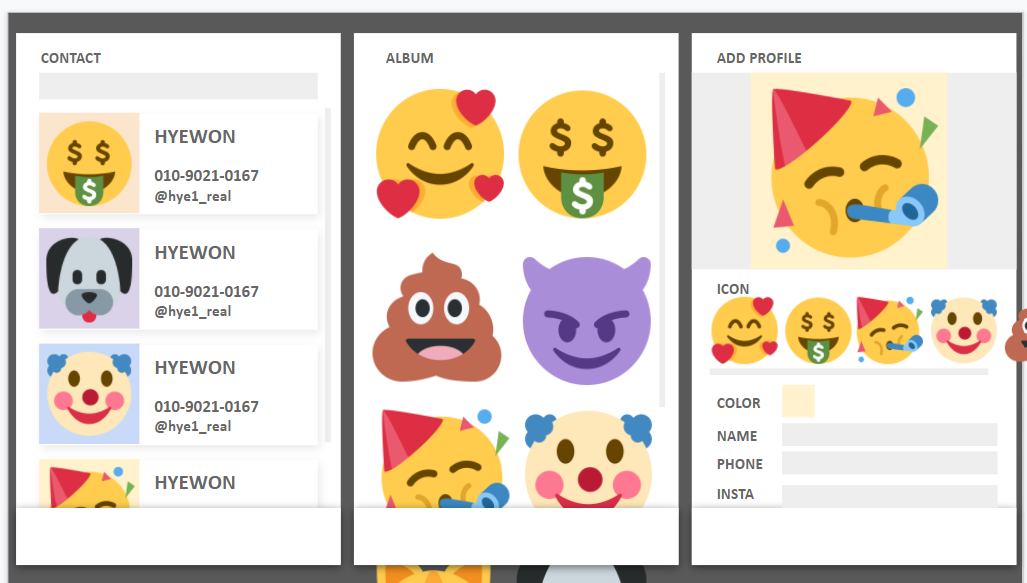 CONTACT
HYEWON
010-9021-0167
@hye1_real
HYEWON
010-9021-0167
@hye1_real
HYEWON
010-9021-0167
@hye1_real
HYEWON
ALBUM
ADD PROFILE
ICON
COLOR
NAME
PHONE
INSTA